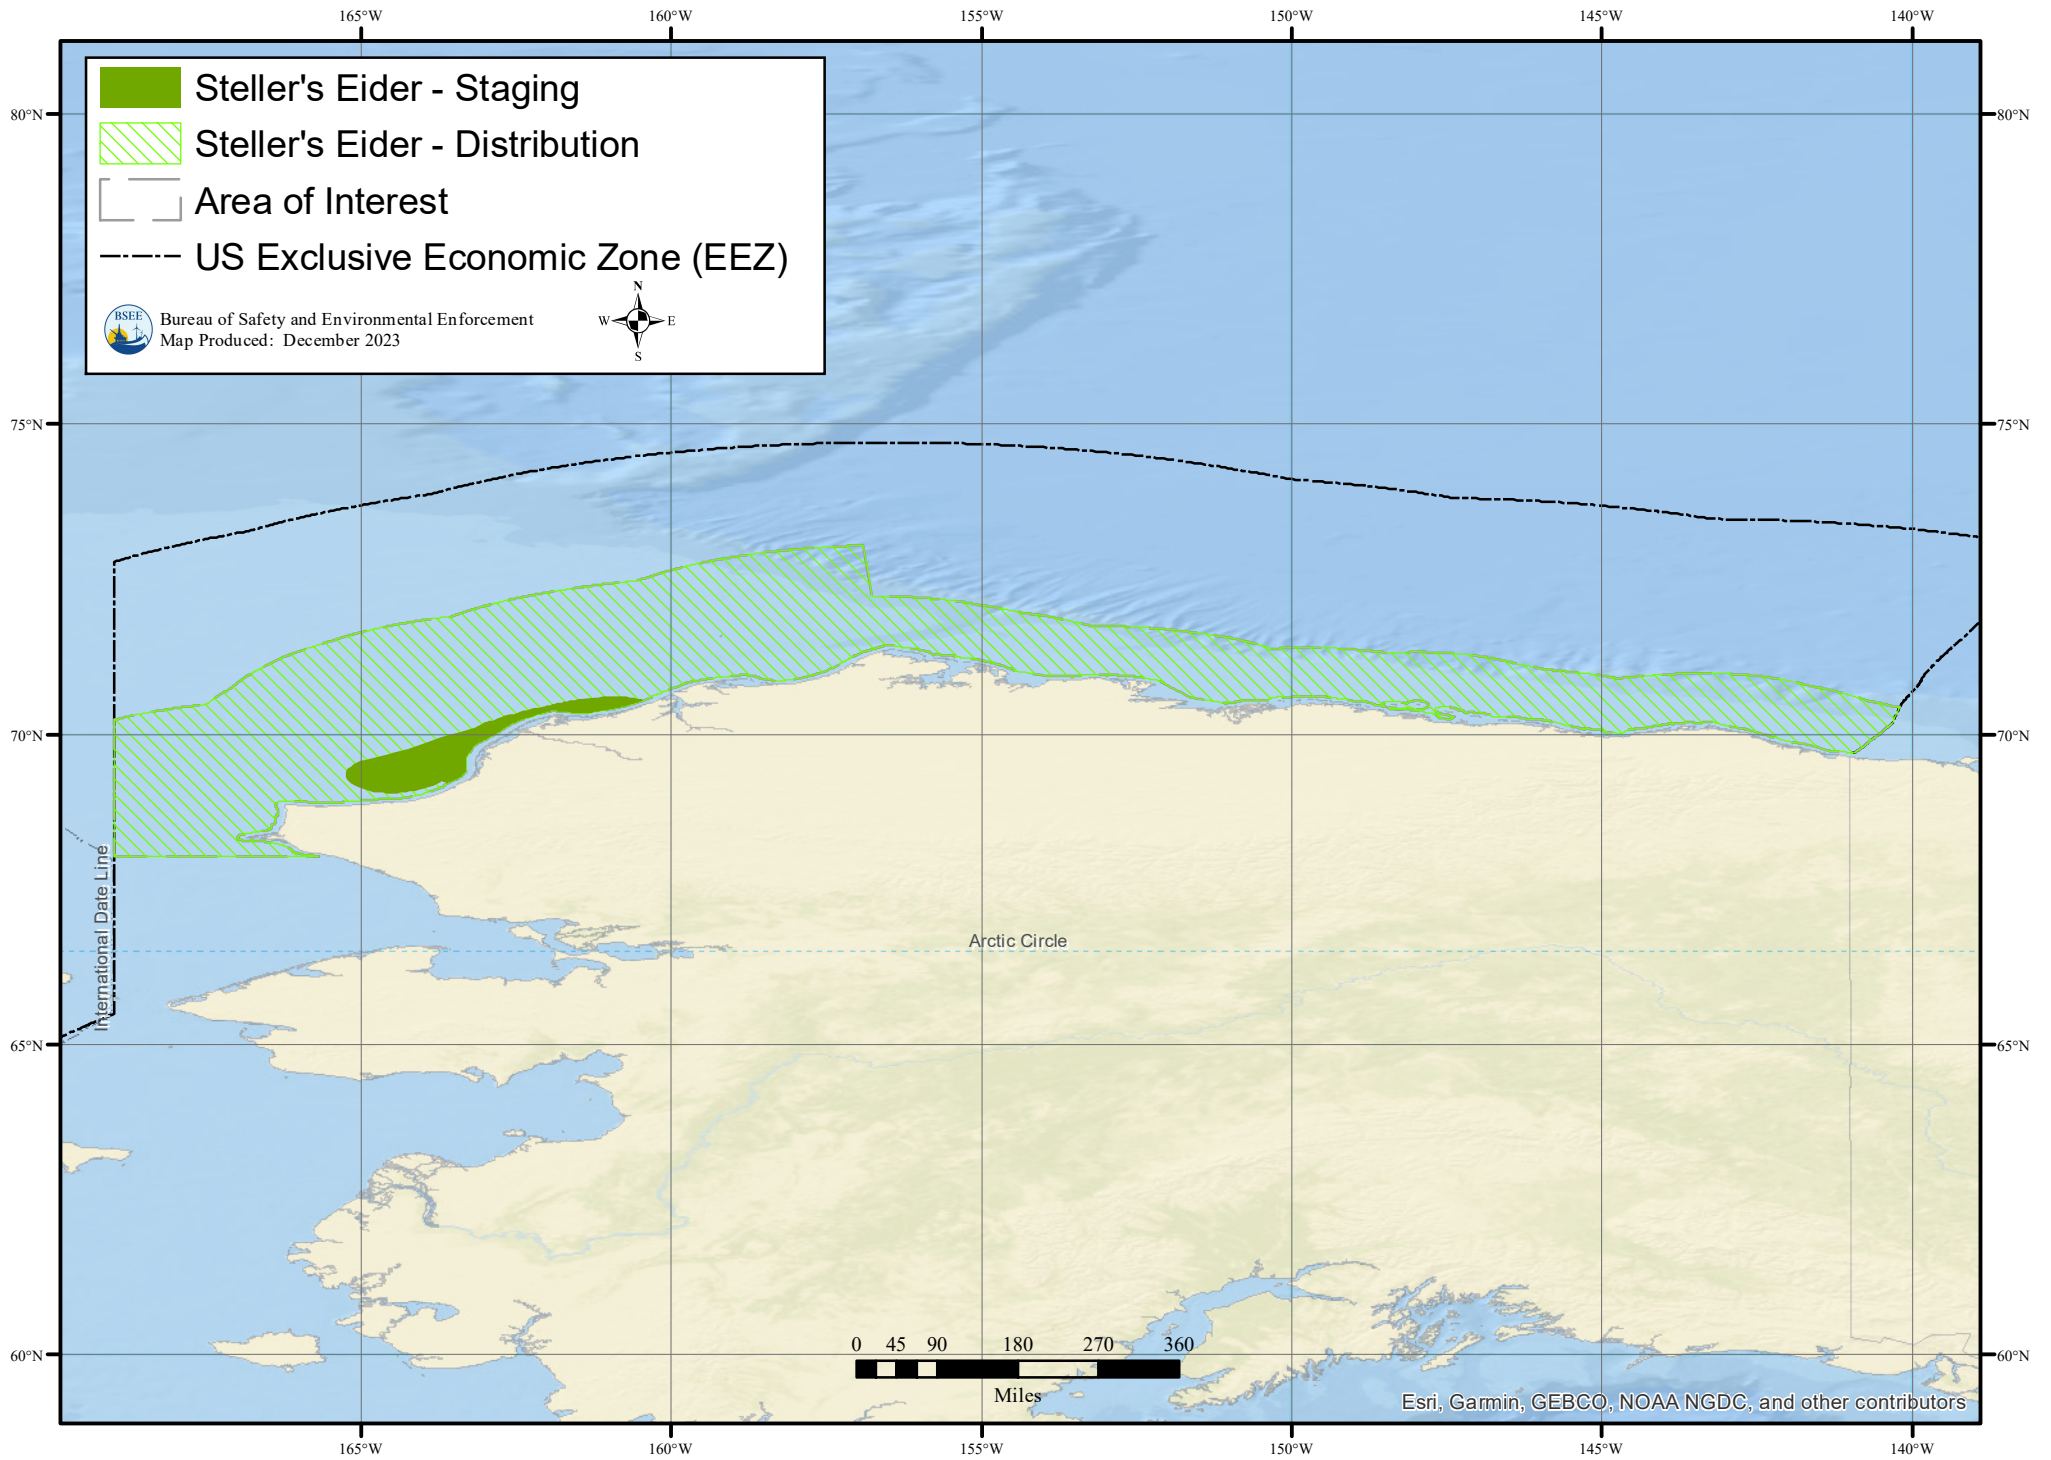 165°W 160°W 155°W 150°W 145°W 140°W
Steller's Eider - Staging
80°N 80°N
Steller's Eider - Distribution
Area of Interest
US Exclusive Economic Zone (EEZ)
N
BSEE
Bureau of Safety and Environmental Enforcement
W E
Map Produced: December 2023
S
75°N 75°N
70°N 70°N
International Date Line
Arctic Circle
65°N 65°N
0 45 90 180 270 360
60°N 60°N
Miles
Esri, Garmin, GEBCO, NOAA NGDC, and other contributors
165°W 160°W 155°W 150°W 145°W 140°W